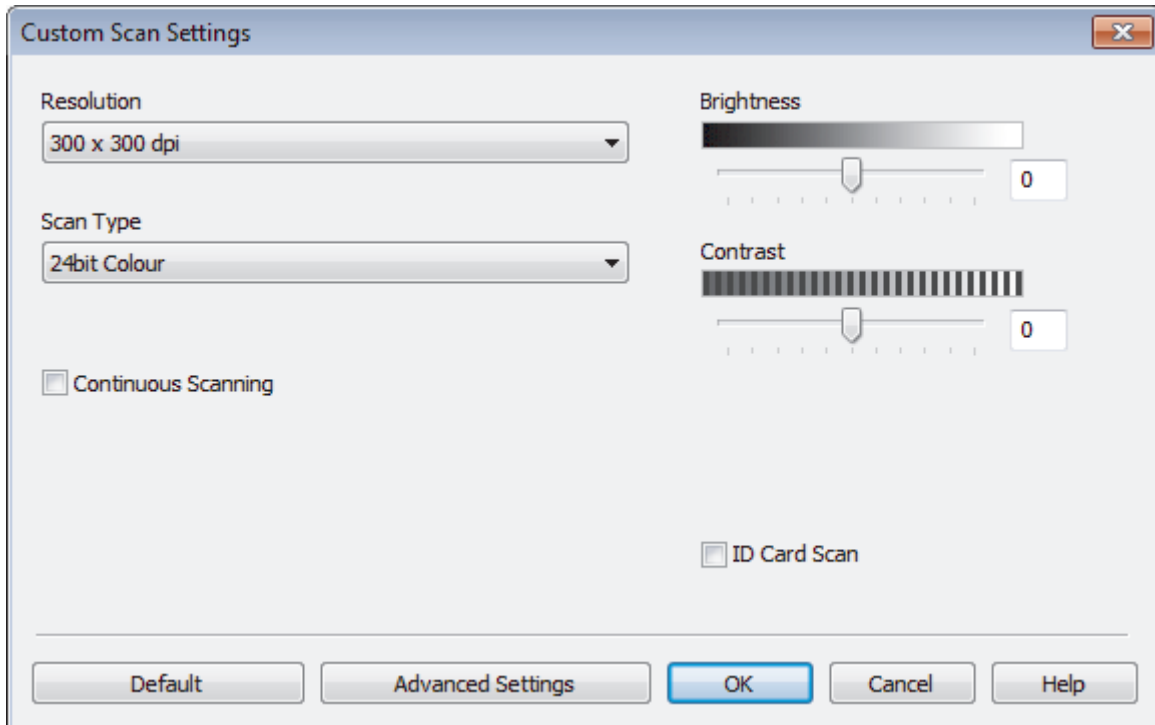 Custom Scan Settings
Resolution
300 x 300 dpi
Scan Type
24bit Colour
Continuous Scanning
Brightness
0
Contrast
0
ID Card Scan
Default
Advanced Settings
OK
Cancel
Help